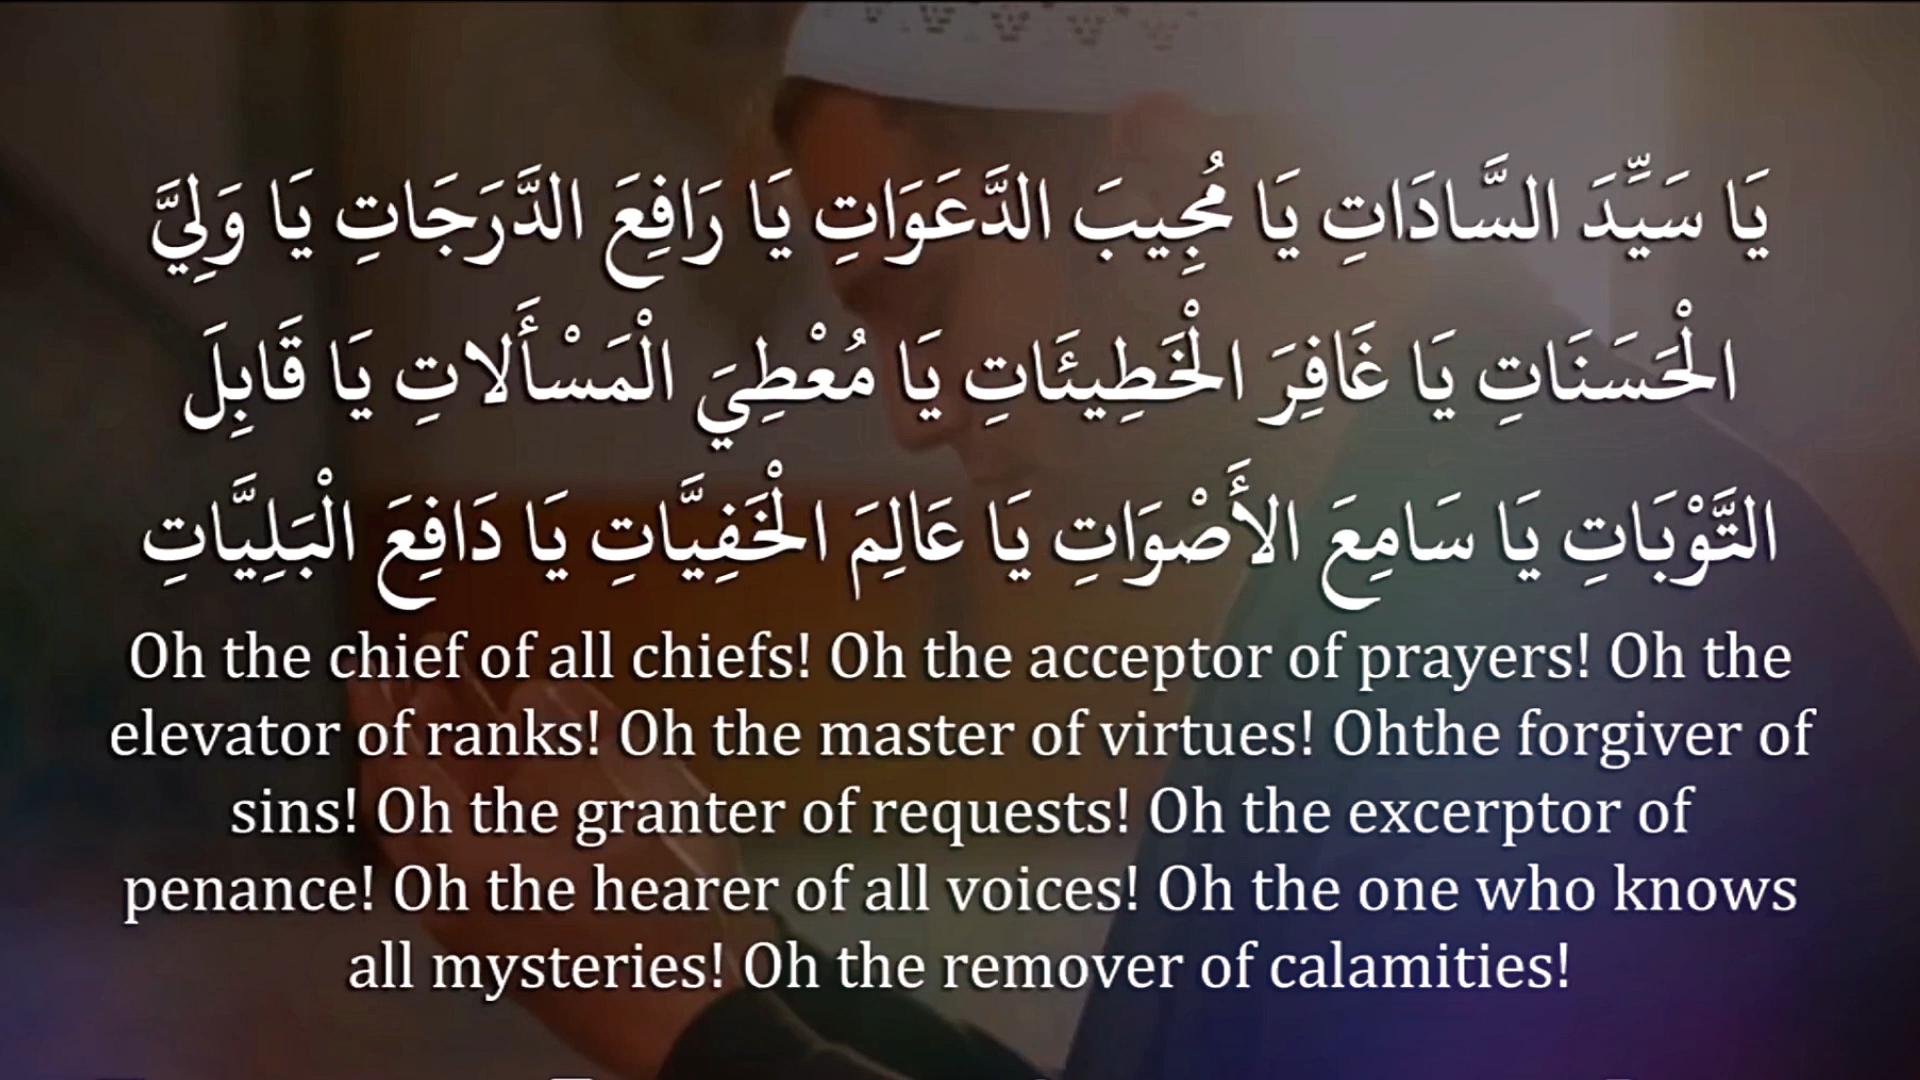 يَا سَيِّدَ السَّادَاتِ يَا مُجِيبَ الدَّعَوَاتِ يَا رَافِعَ الدَّرَجَاتِ يَا وَلِيَّ
الْحَسَنَاتِ يَا غَافِرَ الْخَطِيئَاتِ يَا مُعْطِيَ الْمَسْأَلاتِ يَا قَابِلَ
التَّوْبَاتِ يَا سَامِعَ الأَصْوَاتِ يَا عَالِمَ الْخَفِيَّاتِ يَا دَافِعَ الْبَلِيَّاتِ
Oh the chief of all chiefs! Oh the acceptor of prayers! Oh the
elevator of ranks! Oh the master of virtues! Ohthe forgiver of
sins! Oh the granter of requests! Oh the excerptor of
penance! Oh the hearer of all voices! Oh the one who knows
all mysteries! Oh the remover of calamities!